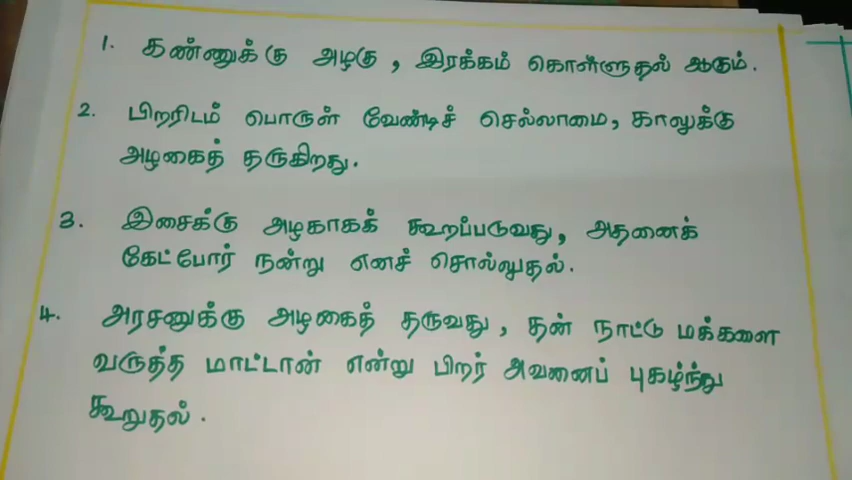 1. கண்ணுக்கு அழகு, இரக்கம் கொள்ளுதல் ஆகும்.
2. பிறரிடம் பொருள் வேண்டிச் செல்லாமை, காலுக்கு
அழகைத் தருகிறது.
3. இசைக்கு அழகாகக் கூறப்படுவது, அதனைக்
கேட்போர் நன்று எனச் சொல்லுதல்.
4. அரசனுக்கு அழகைத் தருவது, தன் நாட்டு மக்களை
வருத்த மாட்டான் என்று பிறர் அவனைப் புகழ்ந்து
கூறுதல்.